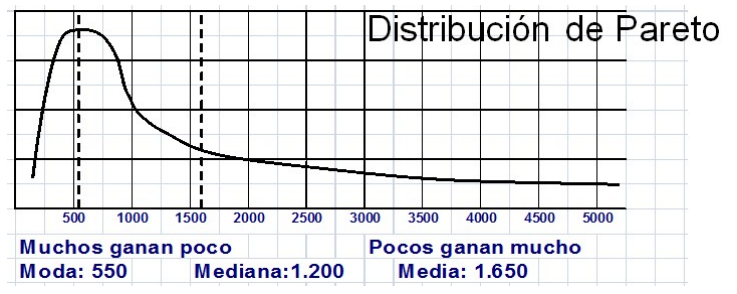 Distribución de Pareto
500 1000 1500 2000 2500 3000 3500 4000 4500 5000
Muchos ganan poco Pocos ganan mucho
Moda: 550 Mediana:1.200 Media: 1.650